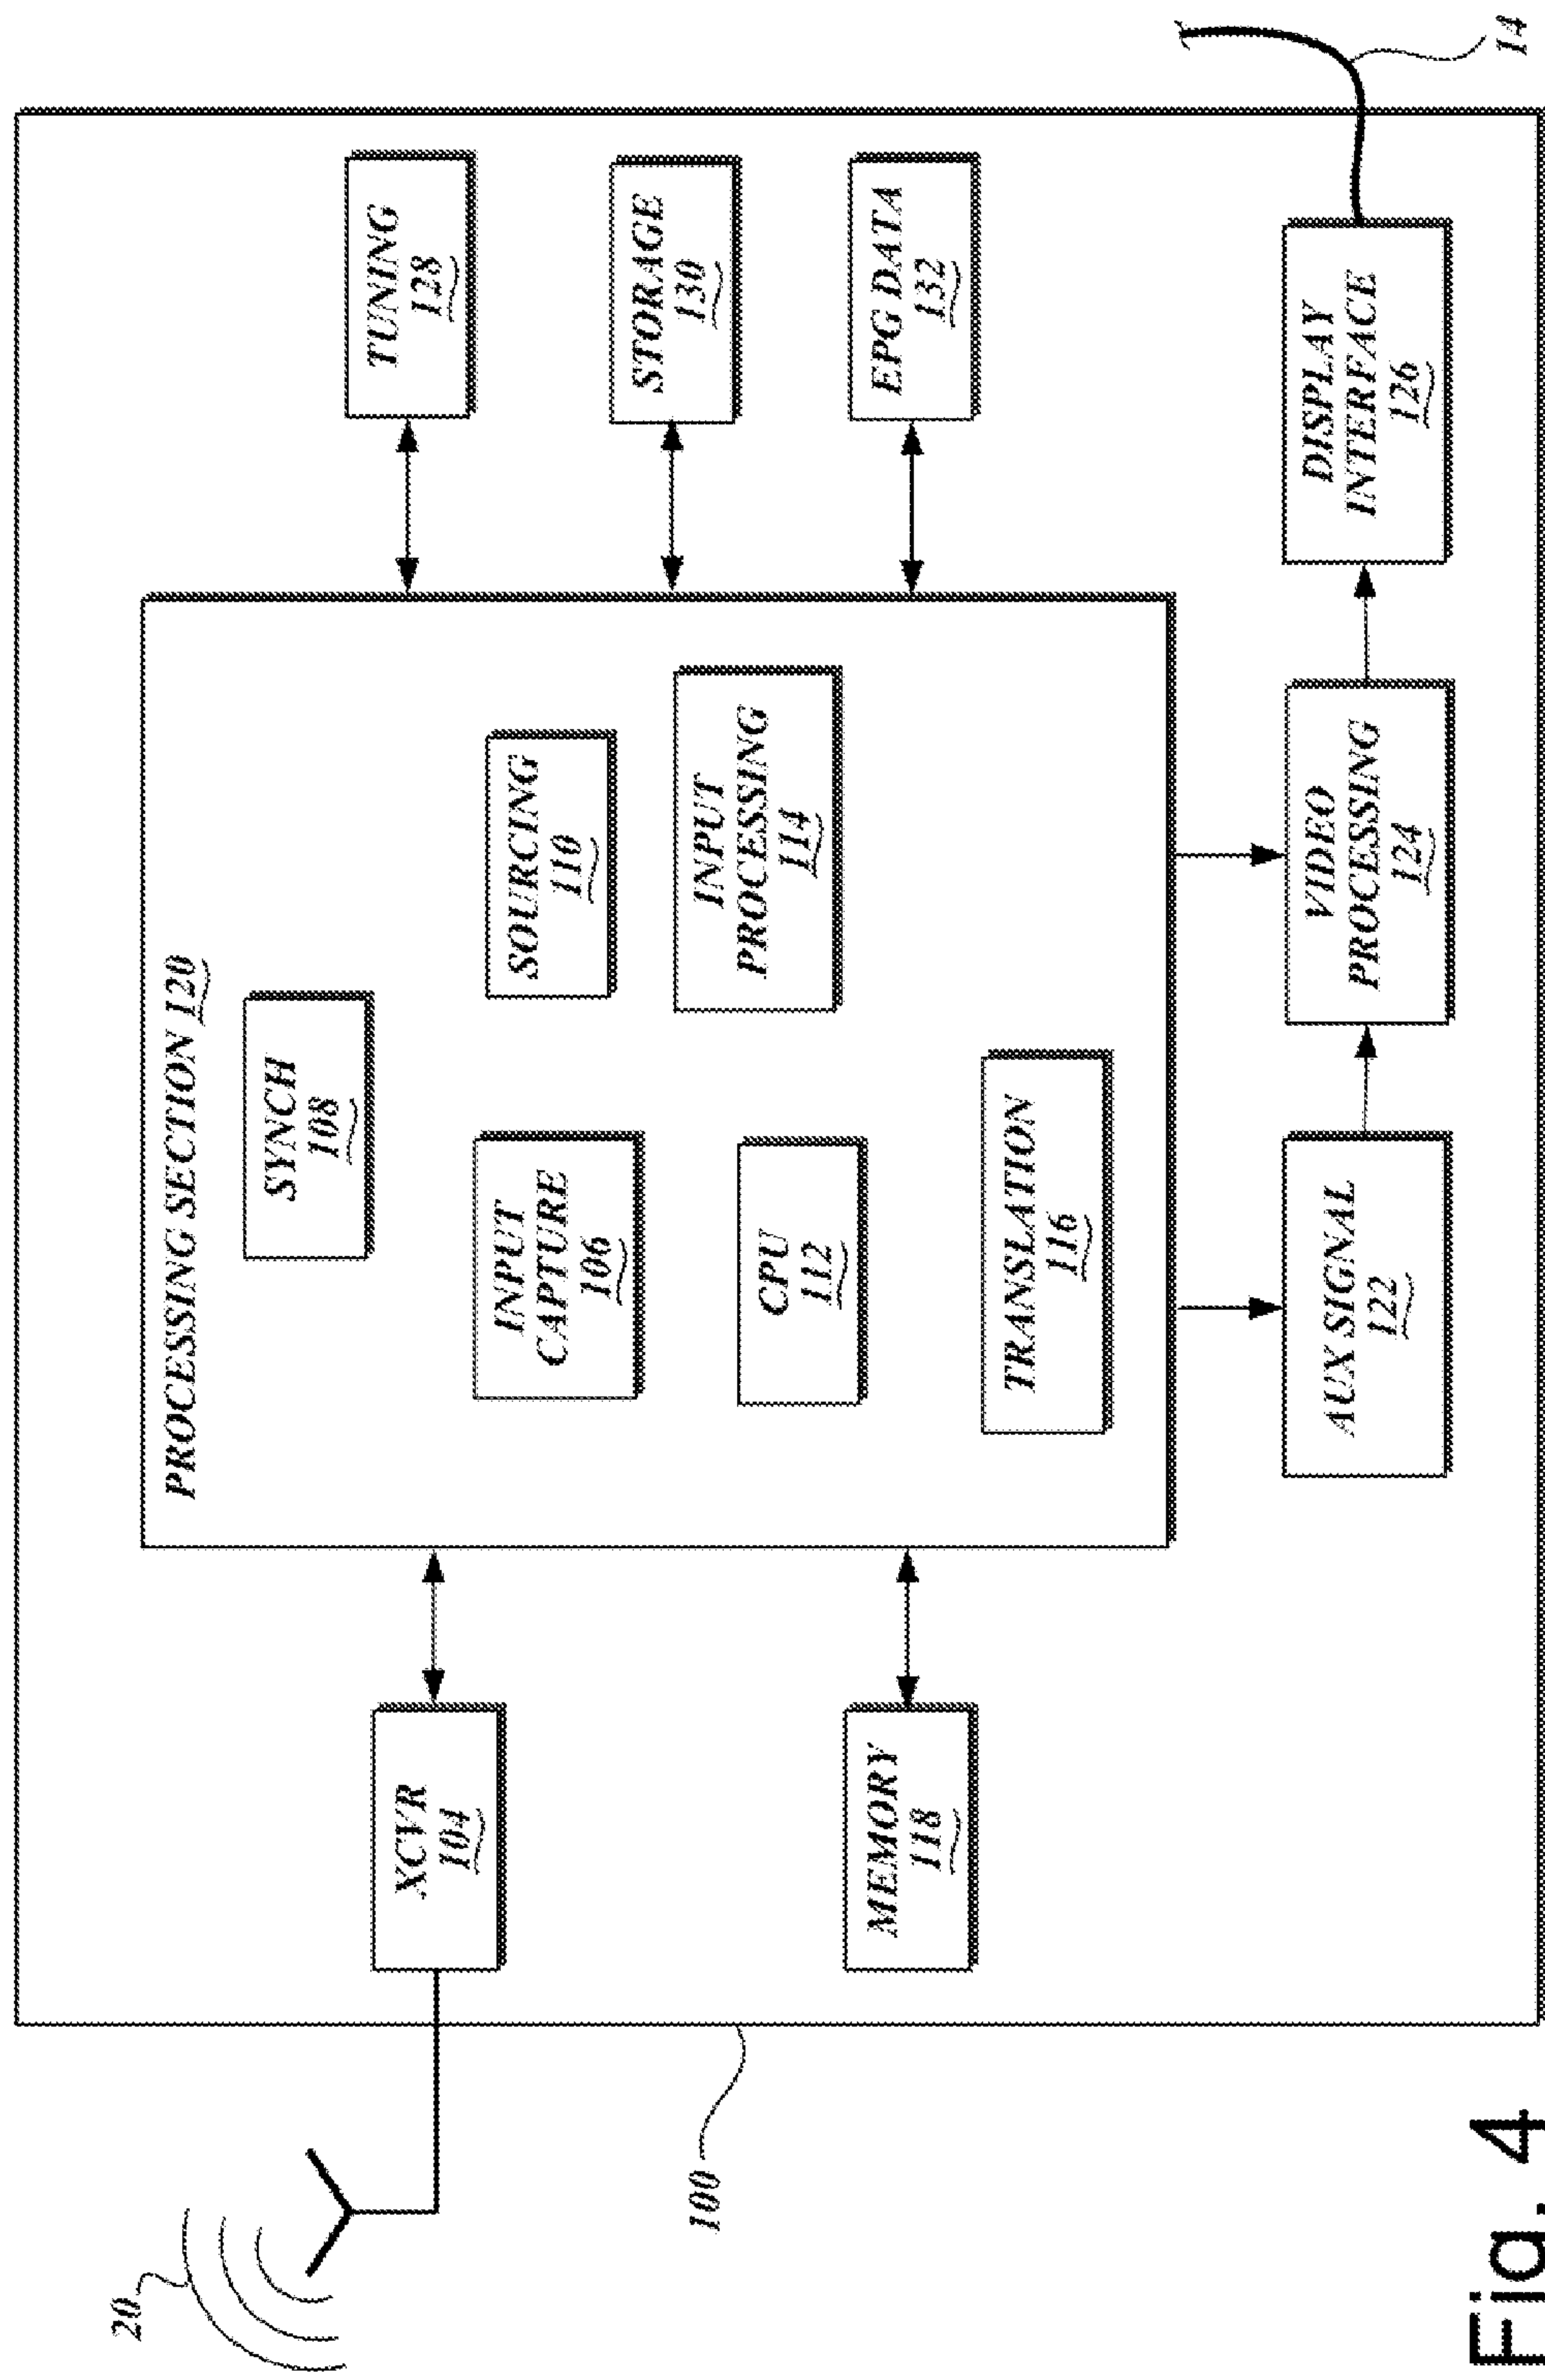 20
PROCESSING SECTION 120
SYNCH
108
TUNING
128
XCVR
104
INPUT
CAPTURE
106
SOURCING
110
STORAGE
130
100
CPU
112
INPUT
PROCESSING
114
MEMORY
118
EPG DATA
132
TRANSLATION
116
AUX SIGNAL
122
VIDEO
PROCESSING
124
DISPLAY
INTERFACE
126
14
Fig. 4